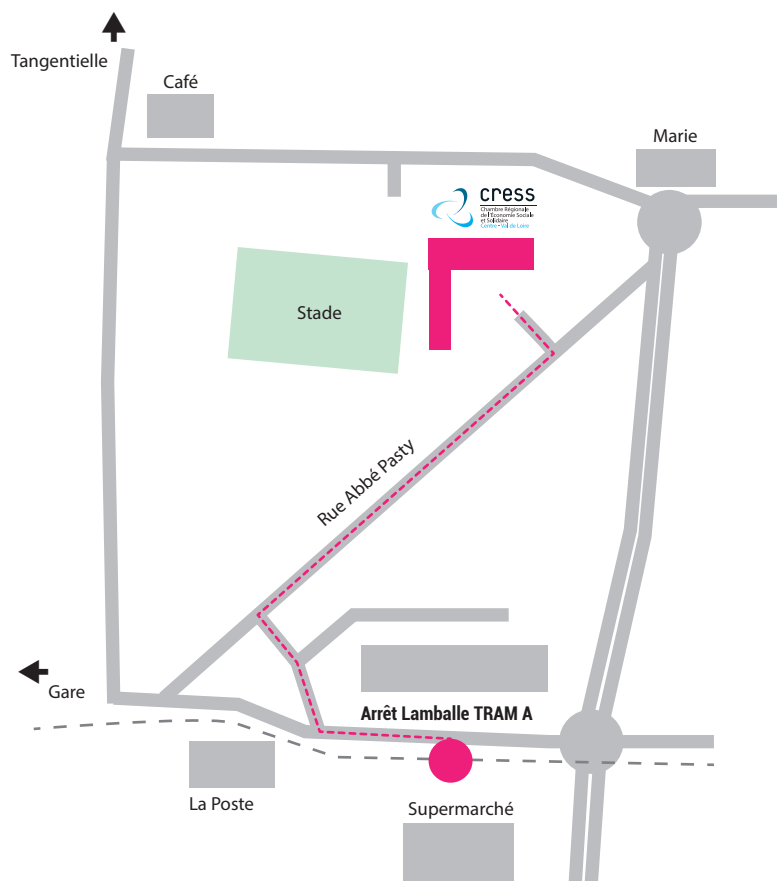 Tangentielle
Café
Marie
cress
Chambre Régionale
de l'Économie Sociale
et Solidaire
Centre • Val de Loire
Stade
Rue Abbé Pasty
Gare
Arrêt Lamballe TRAM A
La Poste
Supermarché